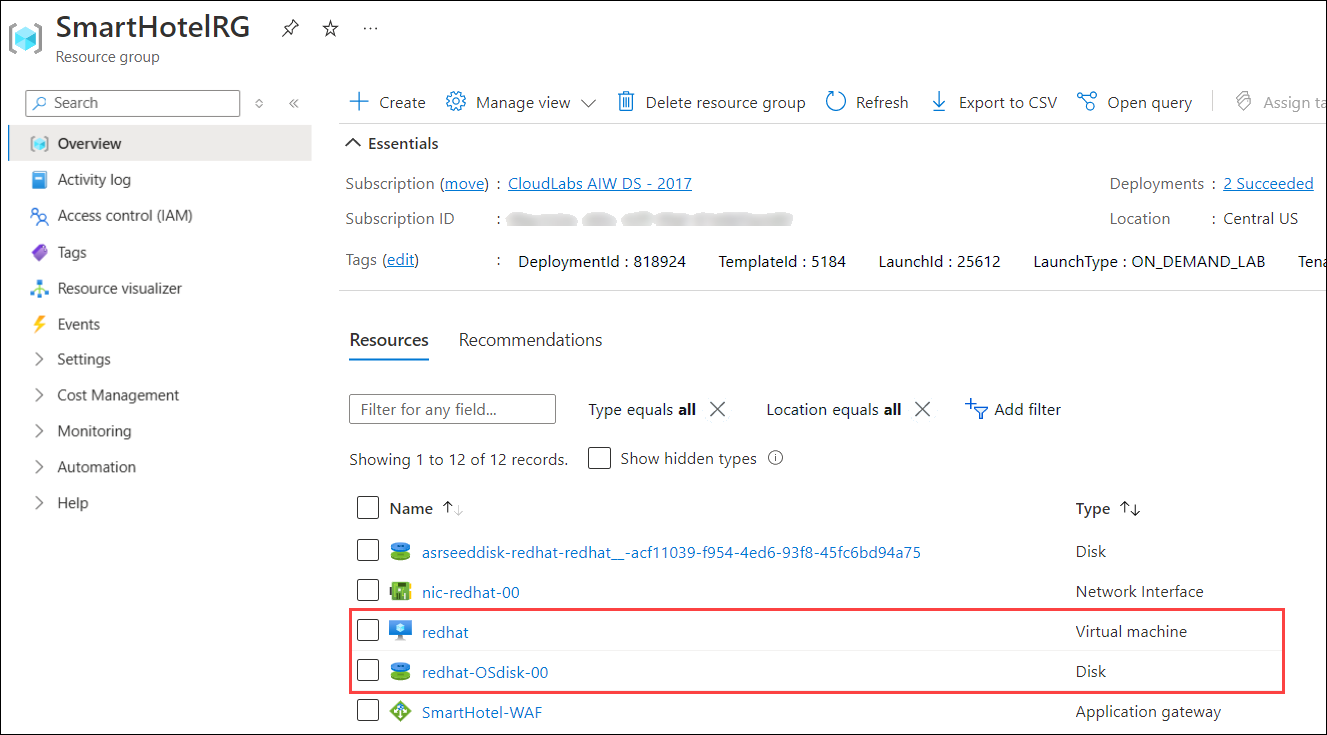 SmartHotelRG
Resource group
Search
Overview
Activity log
Access control (IAM)
Tags
Resource visualizer
Events
Settings
Cost Management
Monitoring
Automation
Help
Create Manage view Delete resource group Refresh Export to CSV Open query Assign ta
Essentials
Subscription (move) : CloudLabs AIW DS - 2017 Deployments : 2 Succeeded
Subscription ID : Location : Central US
Tags (edit) : DeploymentId : 818924 TemplateId : 5184 LaunchId : 25612 LaunchType : ON_DEMAND_LAB Tena
Resources Recommendations
Filter for any field... Type equals all Location equals all Add filter
Showing 1 to 12 of 12 records. Show hidden types
Name Type
asrseeddisk-redhat-redhat__-acf11039-f954-4ed6-93f8-45fc6bd94a75 Disk
nic-redhat-00 Network Interface
redhat Virtual machine
redhat-OSdisk-00 Disk
SmartHotel-WAF Application gateway